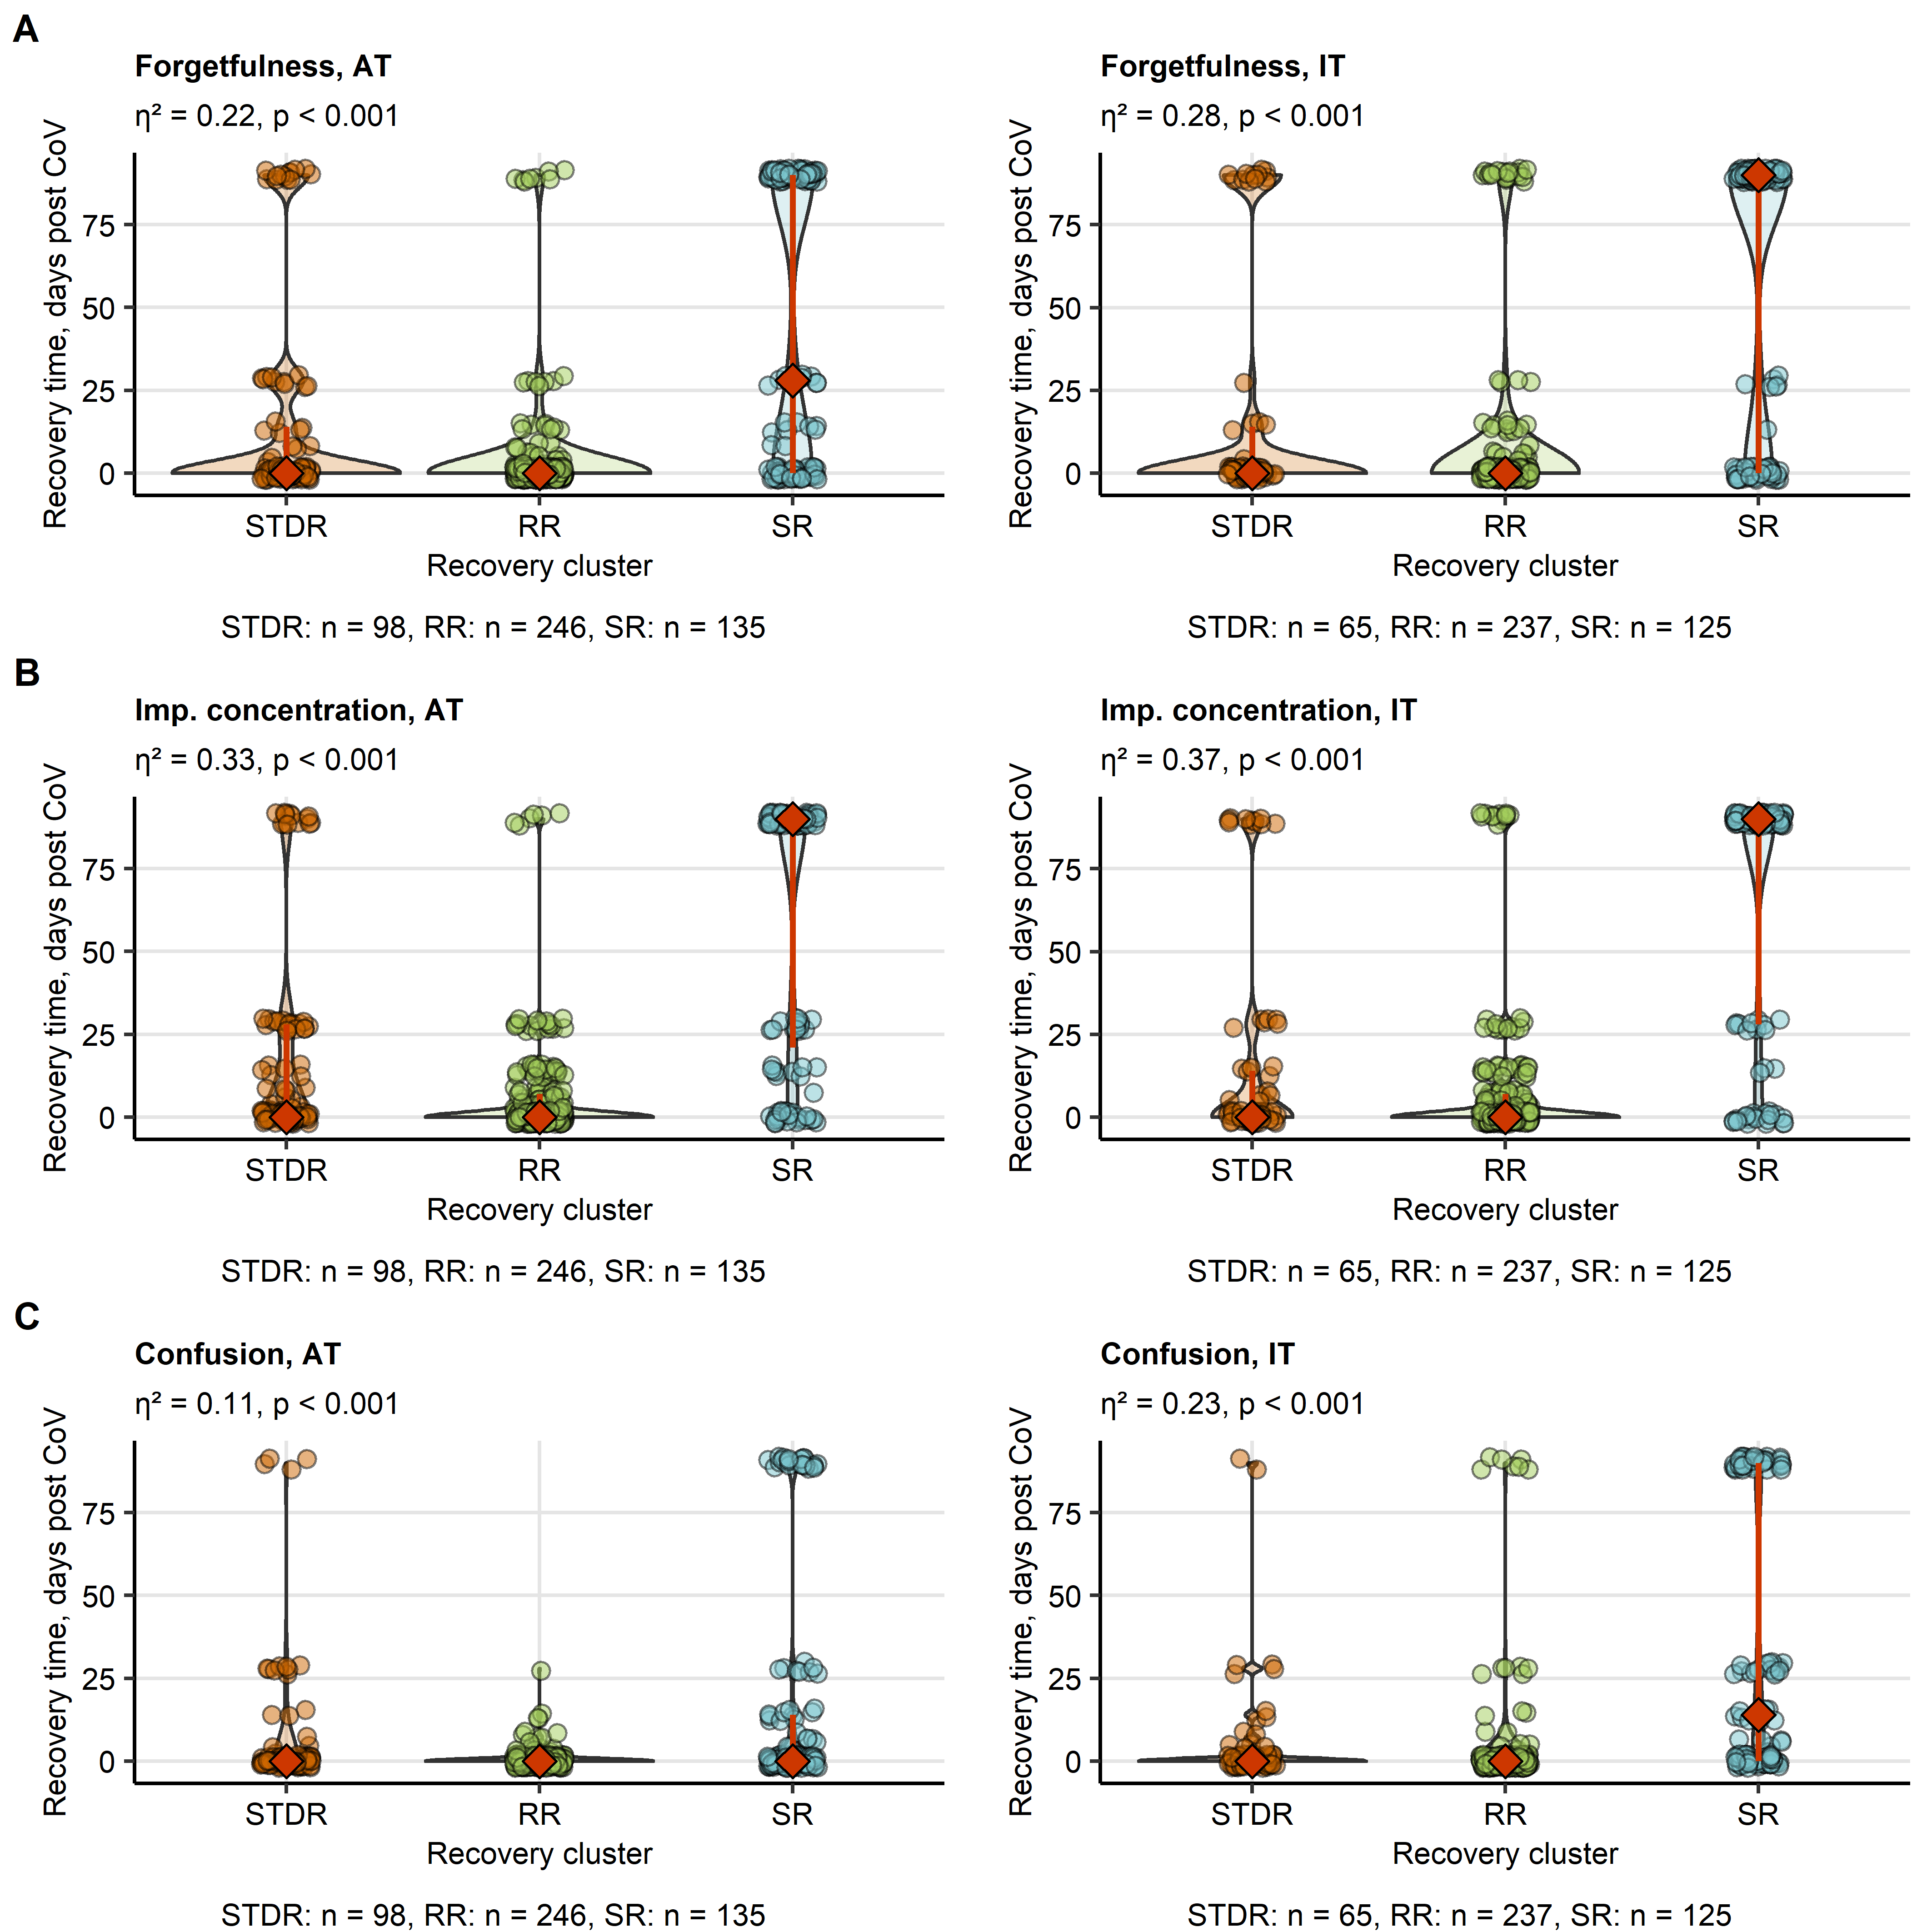 A
Forgetfulness, AT
η² = 0.22, p < 0.001
Recovery time, days post CoV
75
50
25
0
STDR RR SR
Recovery cluster
STDR: n = 98, RR: n = 246, SR: n = 135
Forgetfulness, IT
η² = 0.28, p < 0.001
Recovery time, days post CoV
75
50
25
0
STDR RR SR
Recovery cluster
STDR: n = 65, RR: n = 237, SR: n = 125
B
Imp. concentration, AT
η² = 0.33, p < 0.001
Recovery time, days post CoV
75
50
25
0
STDR RR SR
Recovery cluster
STDR: n = 98, RR: n = 246, SR: n = 135
Imp. concentration, IT
η² = 0.37, p < 0.001
Recovery time, days post CoV
75
50
25
0
STDR RR SR
Recovery cluster
STDR: n = 65, RR: n = 237, SR: n = 125
C
Confusion, AT
η² = 0.11, p < 0.001
Recovery time, days post CoV
75
50
25
0
STDR RR SR
Recovery cluster
STDR: n = 98, RR: n = 246, SR: n = 135
Confusion, IT
η² = 0.23, p < 0.001
Recovery time, days post CoV
75
50
25
0
STDR RR SR
Recovery cluster
STDR: n = 65, RR: n = 237, SR: n = 125